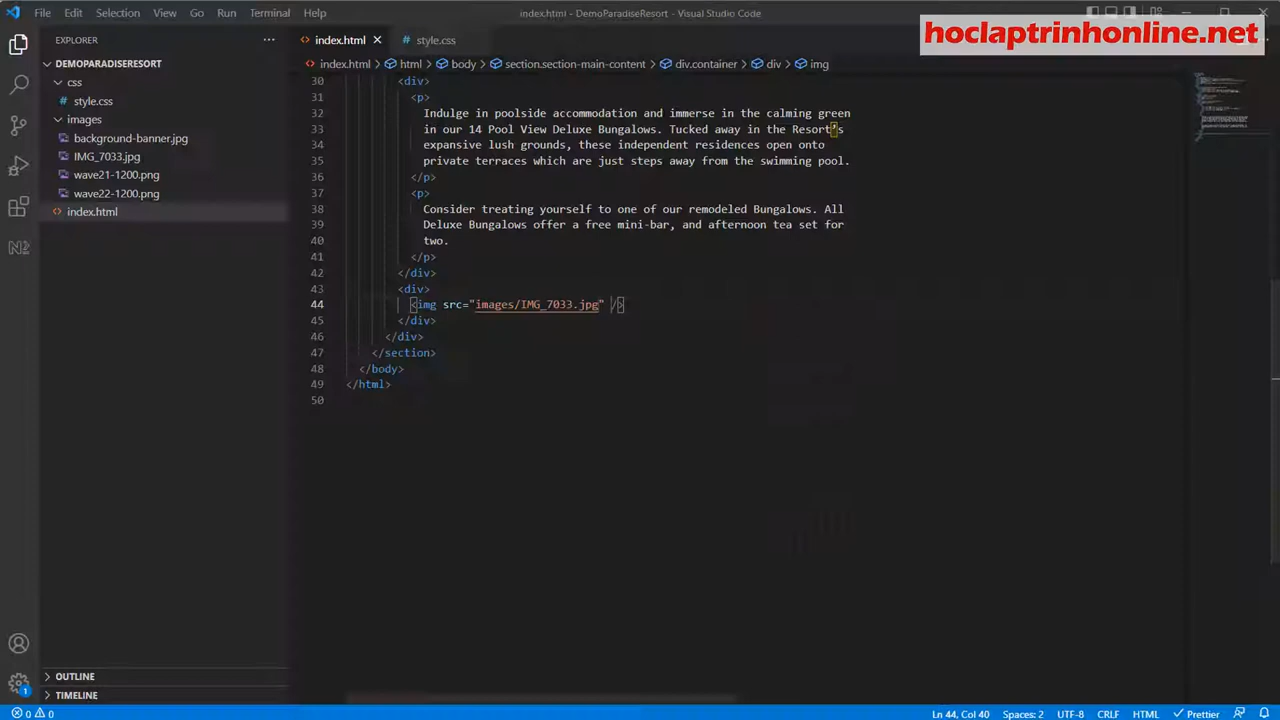 File Edit Selection View Go Run Terminal Help
index.html - DemoParadiseResort - Visual Studio Code
hoclaptrinhonline.net
EXPLORER
index.html
style.css
DEMOPARADISERESORT
css
style.css
images
background-banner.jpg
IMG_7033.jpg
wave21-1200.png
wave22-1200.png
index.html
index.html > html > body > section.section-main-content > div.container > div > img
30 <div>
31 <p>
32 Indulge in poolside accommodation and immerse in the calming green
33 in our 14 Pool View Deluxe Bungalows. Tucked away in the Resort’s
34 expansive lush grounds, these independent residences open onto
35 private terraces which are just steps away from the swimming pool.
36 </p>
37 <p>
38 Consider treating yourself to one of our remodeled Bungalows. All
39 Deluxe Bungalows offer a free mini-bar, and afternoon tea set for
40 two.
41 </p>
42 </div>
43 <div>
44 <img src="images/IMG_7033.jpg" />
45 </div>
46 </div>
47 </section>
48 </body>
49 </html>
50
OUTLINE
TIMELINE
1
0 0
Ln 44, Col 40 Spaces: 2 UTF-8 CRLF HTML Prettier